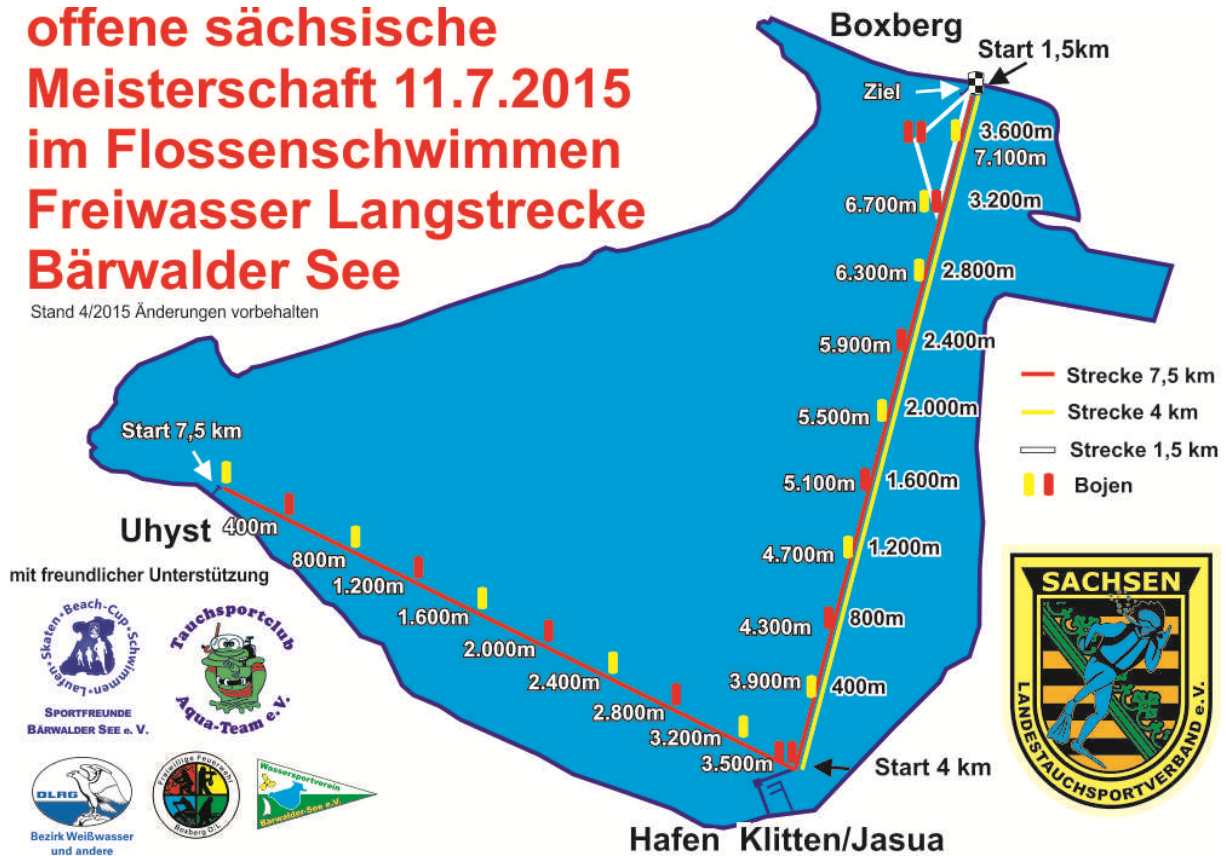 offene sächsische
Meisterschaft 11.7.2015
im Flossenschwimmen
Freiwasser Langstrecke
Bärwalder See
Stand 4/2015 Änderungen vorbehalten
Boxberg
Start 1,5km
Ziel
3.600m
7.100m
6.700m
3.200m
6.300m
2.800m
5.900m
2.400m
5.500m
2.000m
5.100m
1.600m
4.700m
1.200m
4.300m
800m
3.900m
400m
Strecke 7,5 km
Strecke 4 km
Strecke 1,5 km
Bojen
Start 7,5 km
Uhyst
400m
800m
1.200m
1.600m
2.000m
2.400m
2.800m
3.200m
3.500m
Start 4 km
Hafen Klitten/Jasua
mit freundlicher Unterstützung
Laufen·Skaten·Beach-Cup·Schwimmen
SPORTFREUNDE
BÄRWALDER SEE e. V.
Tauchsportclub
Aqua-Team e.V.
DLRG
Bezirk Weißwasser
und andere
Freiwillige Feuerwehr
Boxberg O/L
Wassersportverein
Bärwalder-See e.V.
SACHSEN
LANDESTAUCHSPORTVERBAND e.V.